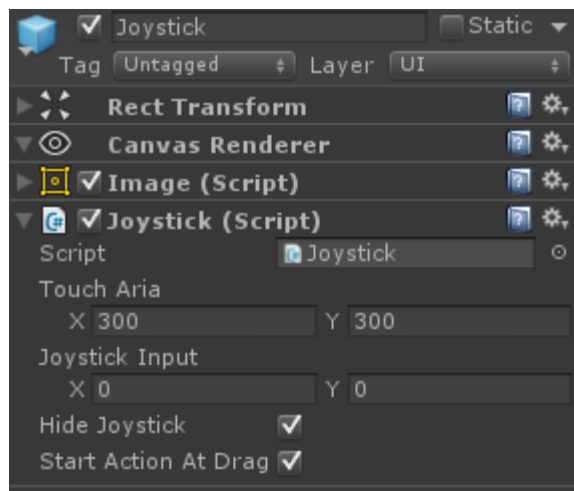 Joystick Static
Tag Untagged Layer UI
Rect Transform
Canvas Renderer
Image (Script)
Joystick (Script)
Script Joystick
Touch Aria
X 300 Y 300
Joystick Input
X 0 Y 0
Hide Joystick
Start Action At Drag